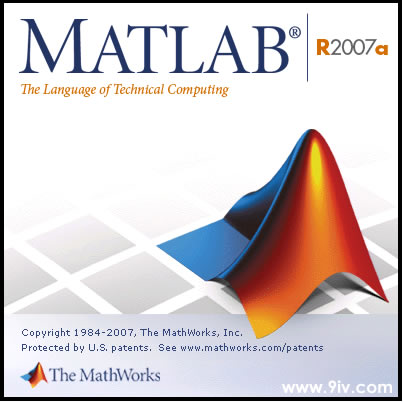 MATLAB® R2007a
The Language of Technical Computing
Copyright 1984-2007, The MathWorks, Inc.
Protected by U.S. patents. See www.mathworks.com/patents
The MathWorks
www.9iv.com